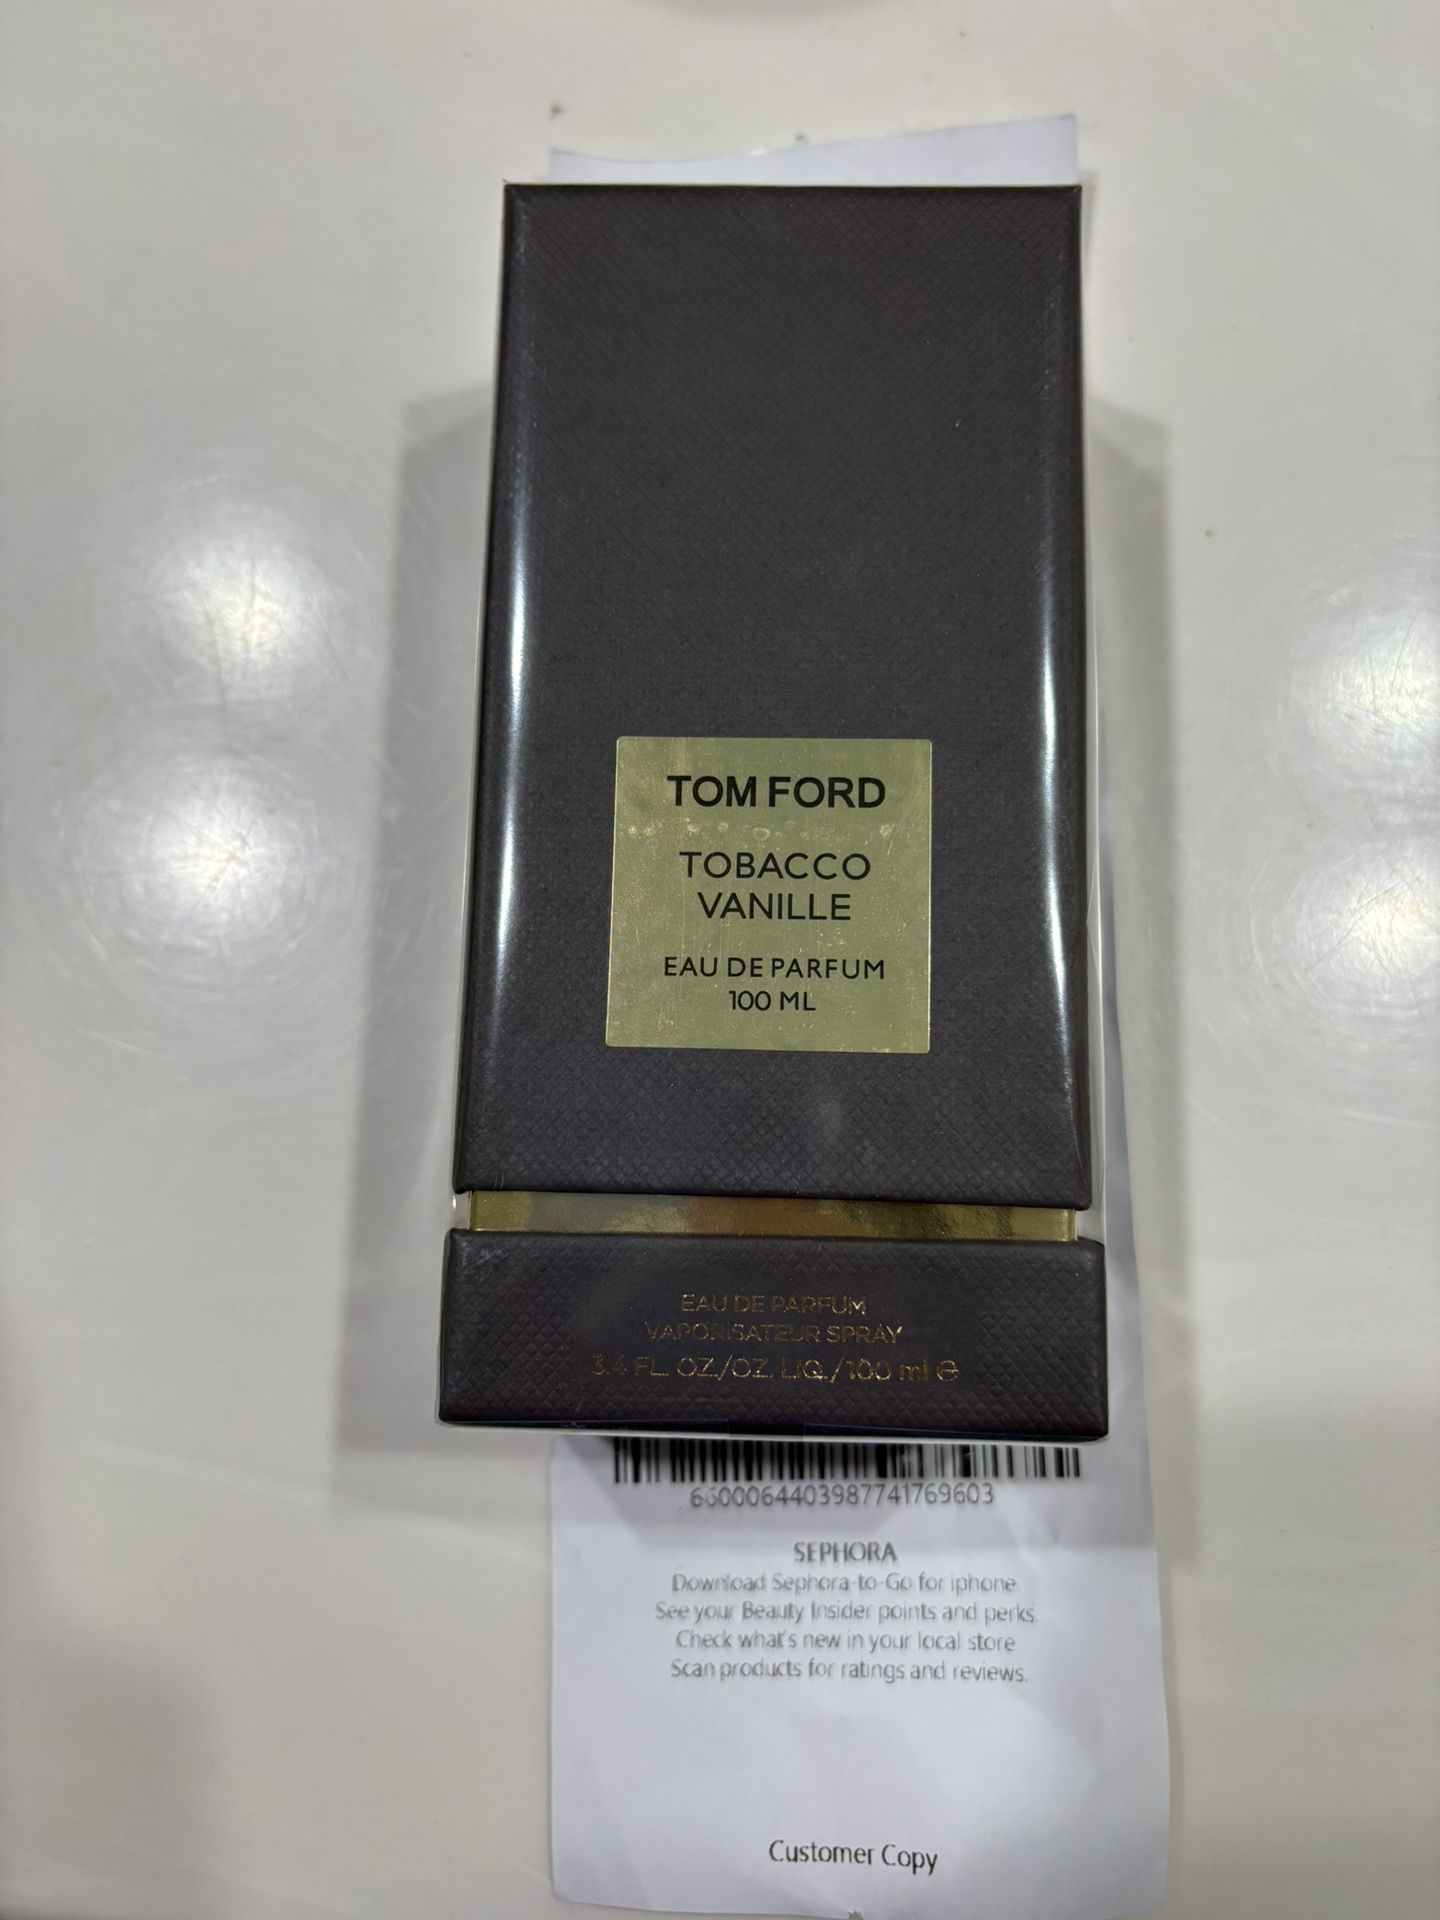 TOM FORD
TOBACCO
VANILLE
EAU DE PARFUM
100 ML
EAU DE PARFUM
VAPORISATEUR SPRAY
3.4 FL. OZ./OZ. LIQ./100 ml ℮
6600064403987741769603
SEPHORA
Download Sephora-to-Go for iphone.
See your Beauty Insider points and perks.
Check what's new in your local store
Scan products for ratings and reviews.
Customer Copy